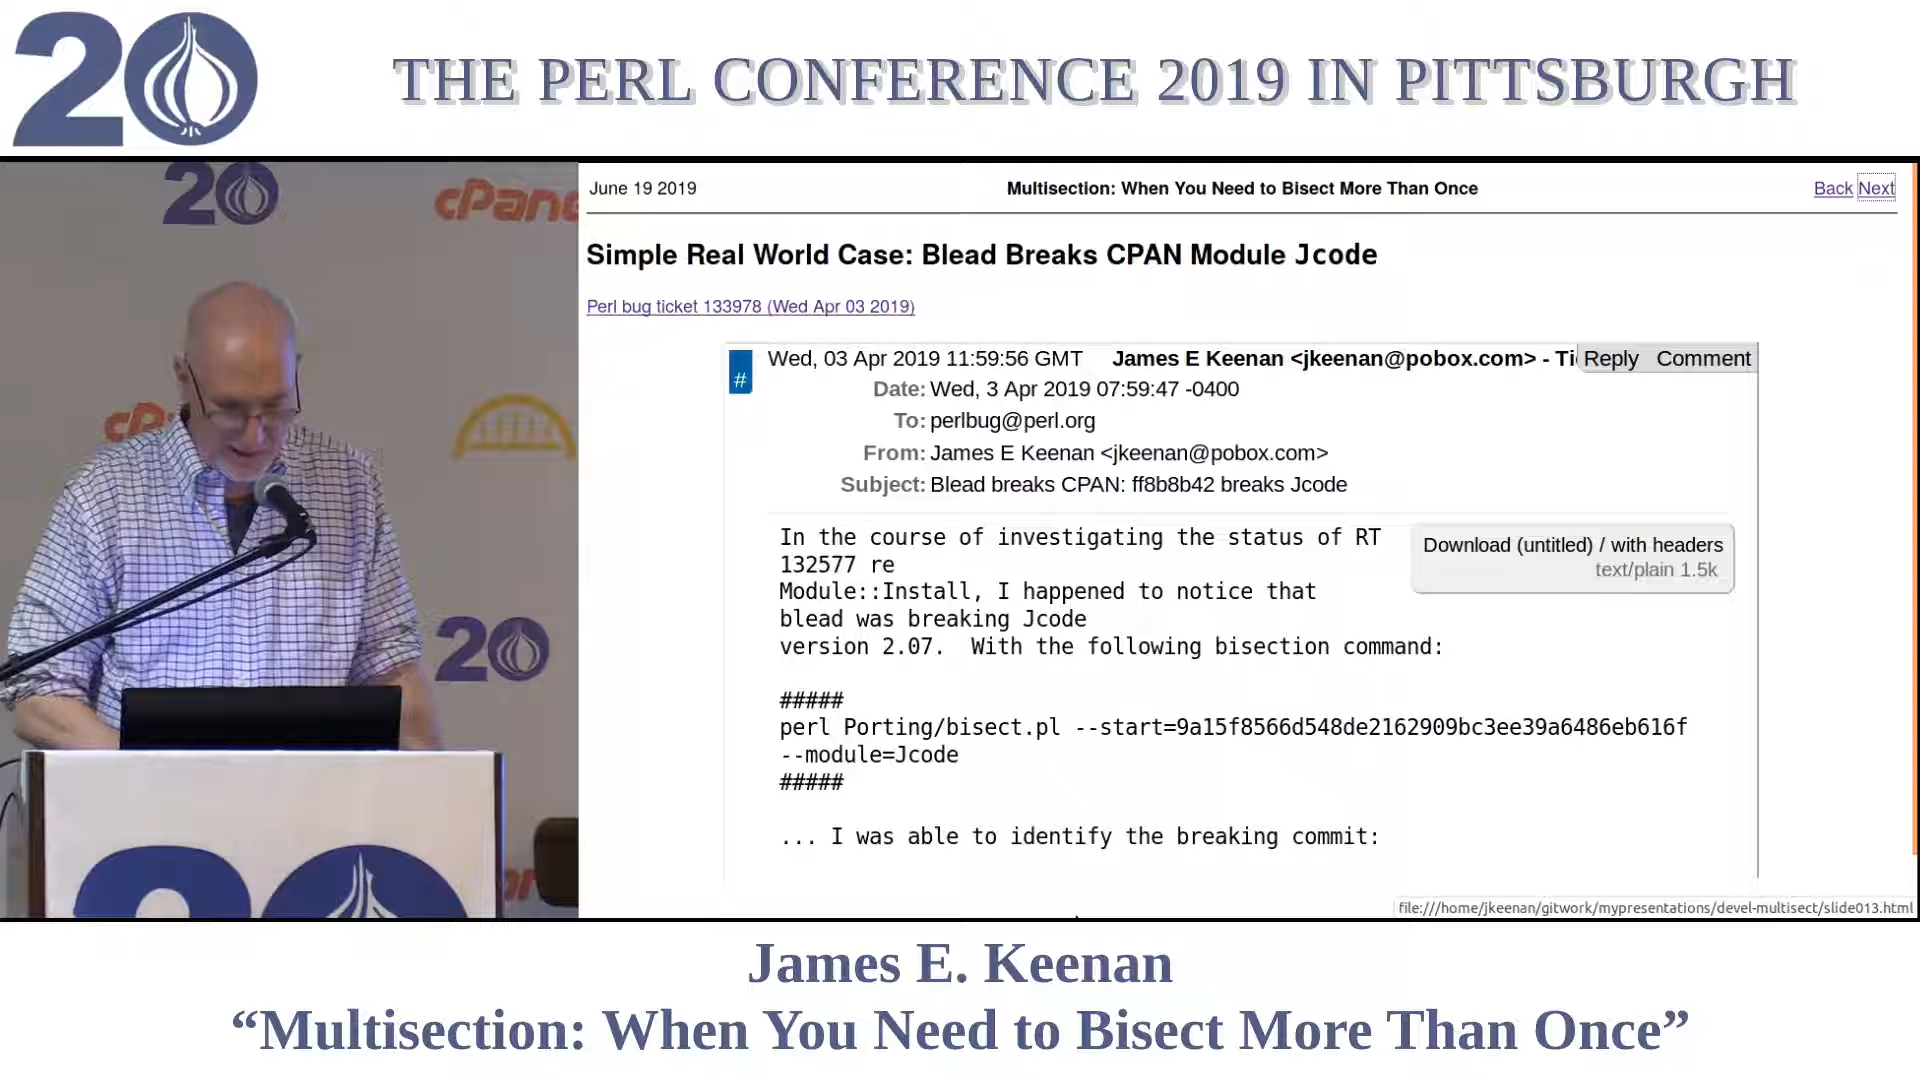 20
THE PERL CONFERENCE 2019 IN PITTSBURGH
20
cPane
cP
20
20
June 19 2019 Multisection: When You Need to Bisect More Than Once Back Next
Simple Real World Case: Blead Breaks CPAN Module Jcode
Perl bug ticket 133978 (Wed Apr 03 2019)
# Wed, 03 Apr 2019 11:59:56 GMT James E Keenan <jkeenan@pobox.com> - Ti Reply Comment
Date: Wed, 3 Apr 2019 07:59:47 -0400
To: perlbug@perl.org
From: James E Keenan <jkeenan@pobox.com>
Subject: Blead breaks CPAN: ff8b8b42 breaks Jcode
In the course of investigating the status of RT
132577 re
Module::Install, I happened to notice that
blead was breaking Jcode
version 2.07.  With the following bisection command:
Download (untitled) / with headers
text/plain 1.5k
#####
perl Porting/bisect.pl --start=9a15f8566d548de2162909bc3ee39a6486eb616f
--module=Jcode
#####
... I was able to identify the breaking commit:
file:///home/jkeenan/gitwork/mypresentations/devel-multisect/slide013.html
James E. Keenan
“Multisection: When You Need to Bisect More Than Once”